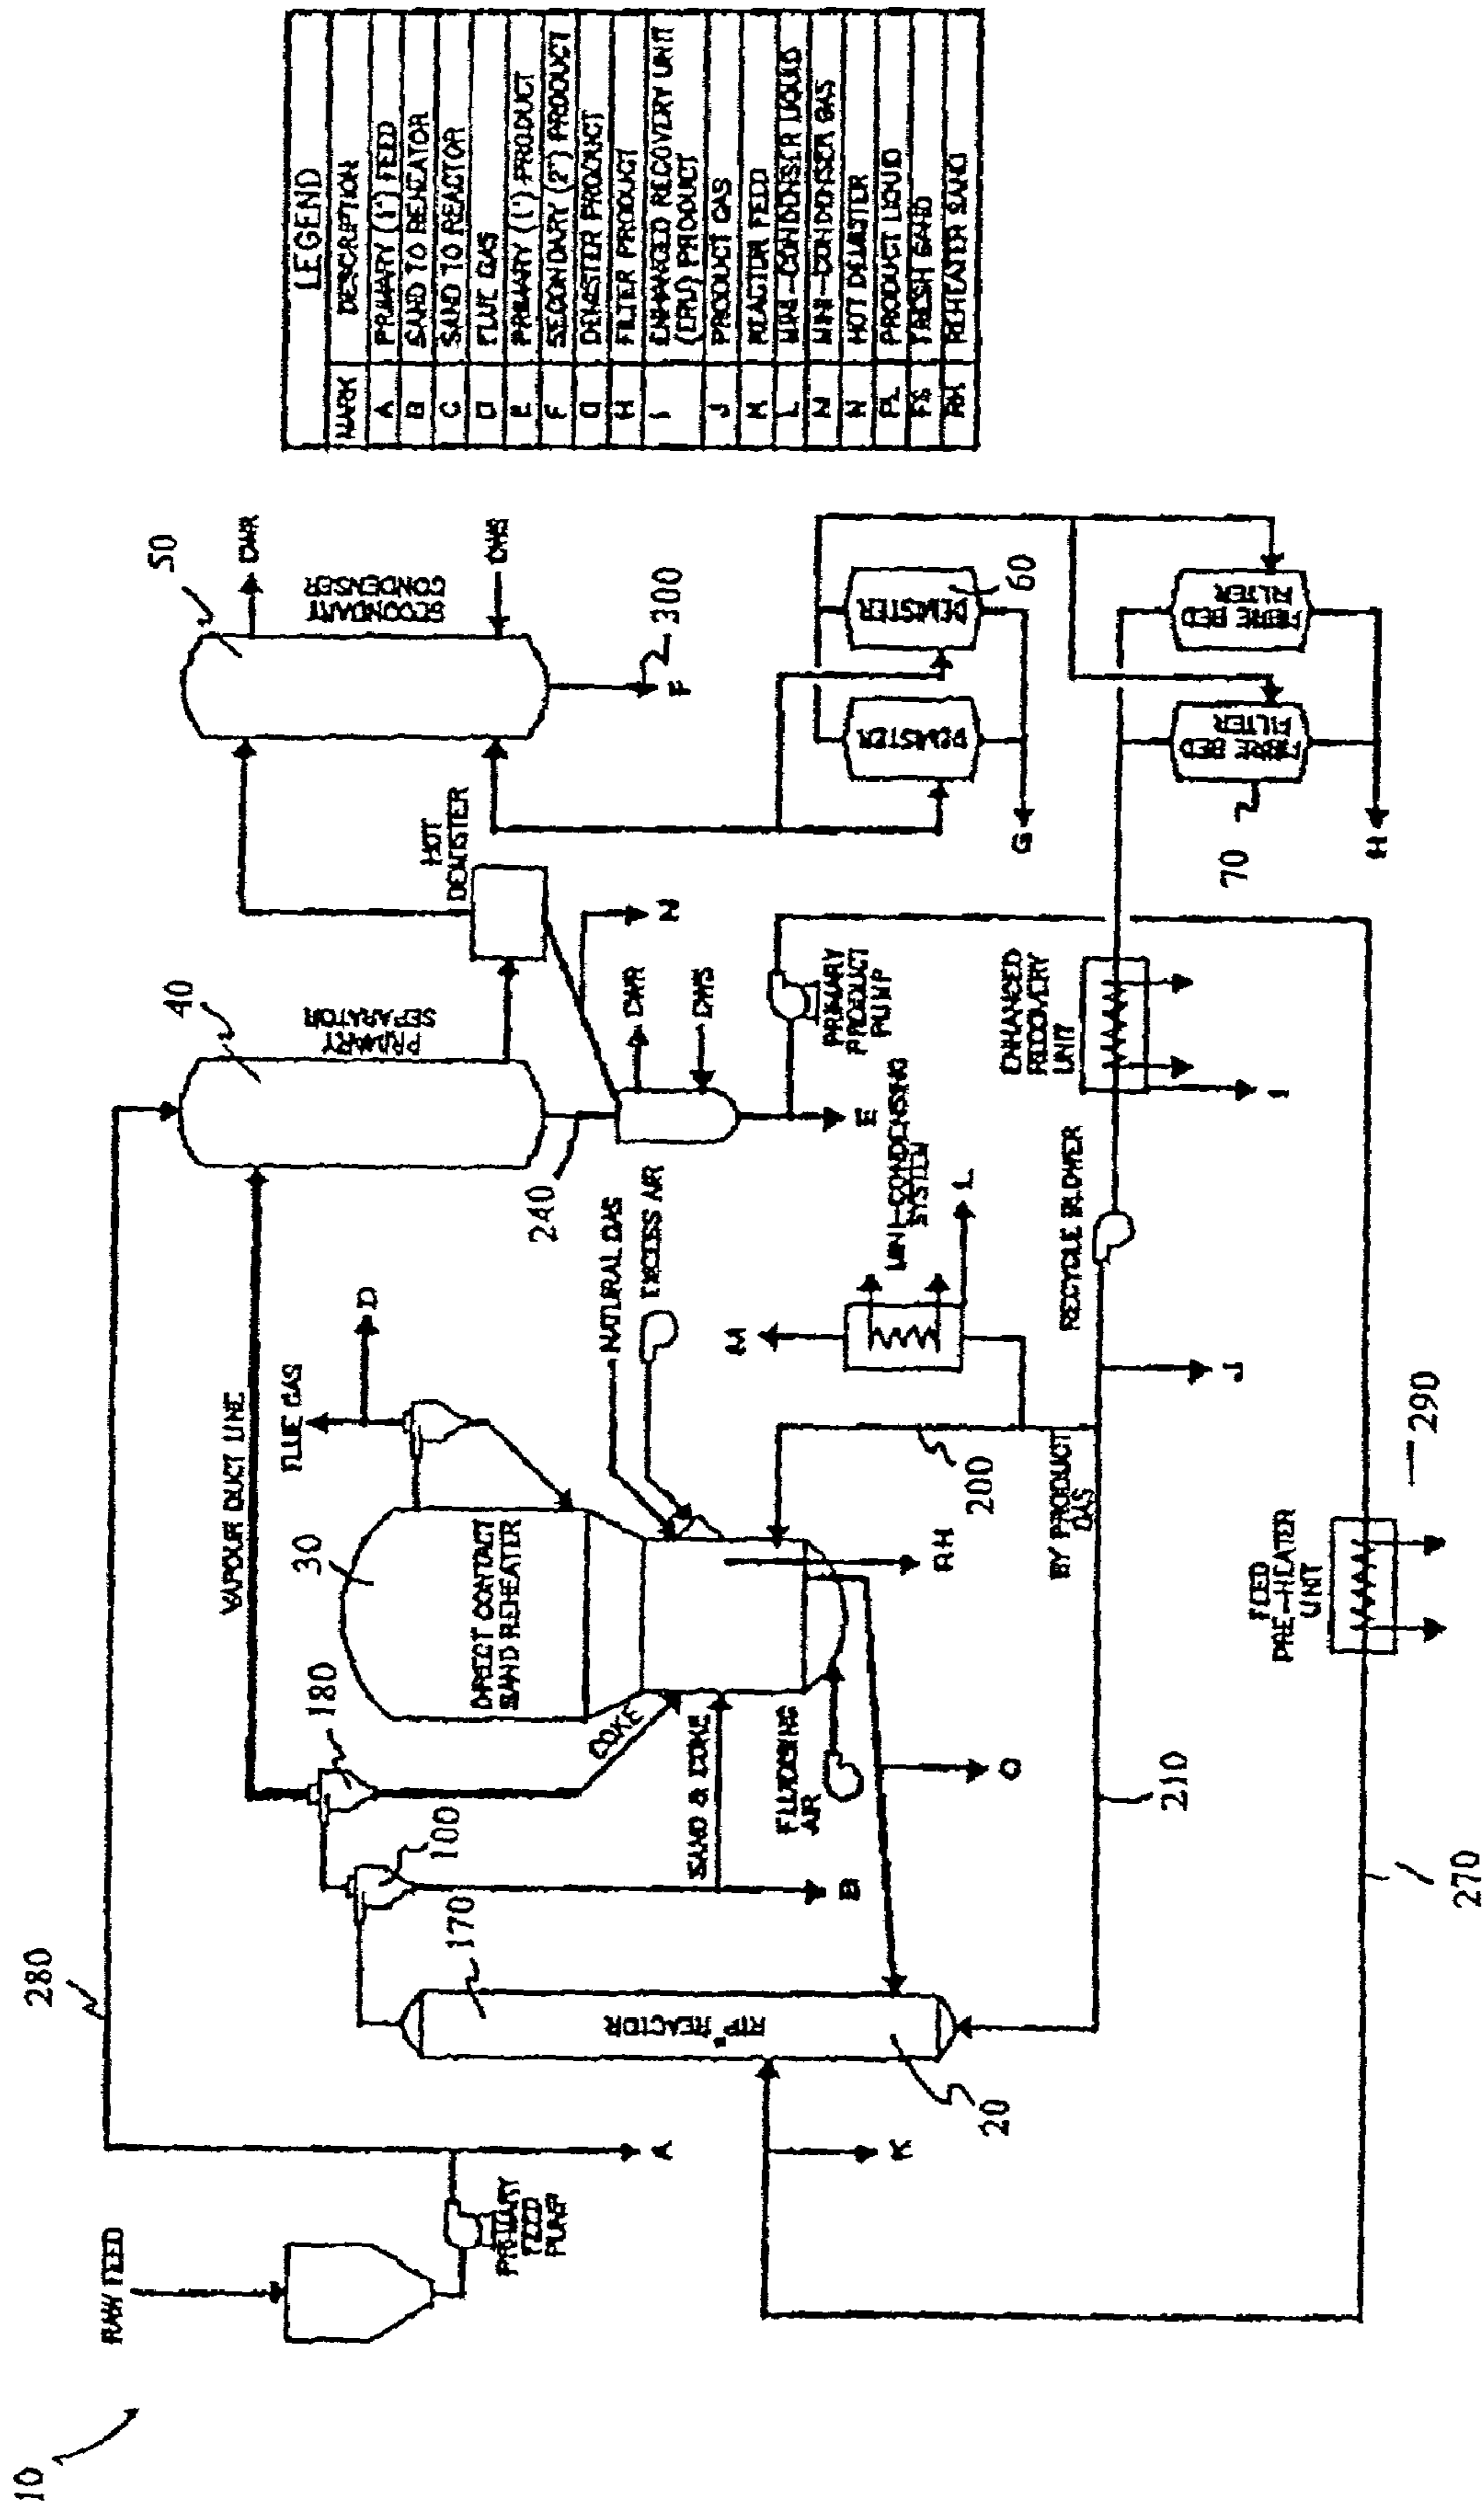 10
RAW FEED
PRIMARY
FEED
PUMP
A
280
K
20
RTP REACTOR
170
100
180
B
SAND & COKE
COKE
FLUIDISING
AIR
30
DIRECT CONTACT
SAND REHEATER
VAPOUR DUCT LINE
FLUE GAS
D
NATURAL GAS
EXCESS AIR
RH
200
210
BY PRODUCT
GAS
270
290
FEED
PRE-HEATER
UNIT
J
M
L
MINI-CONDENSING
SYSTEM
RECYCLE BLOWER
ENHANCED
RECOVERY
UNIT
I
40
PRIMARY
SEPARATOR
240
E
CWR
CWS
PRIMARY
PRODUCT
PUMP
HOT
DEMISTER
N
50
SECONDARY
CONDENSER
CWR
CWS
300
F
DEMISTER
DEMISTER
60
G
FIBRE BED
FILTER
FIBRE BED
FILTER
70
H
LEGEND
MARK DESCRIPTION
A PRIMARY (1°) FEED
B SAND TO REHEATOR
C SAND TO REACTOR
D FLUE GAS
E PRIMARY (1°) PRODUCT
F SECONDARY (2°) PRODUCT
G DEMISTER PRODUCT
H FILTER PRODUCT
I ENHANCED RECOVERY UNIT
(ERU) PRODUCT
J PRODUCT GAS
K REACTOR FEED
L MINI-CONDENSER LIQUID
M MINI-CONDENSER GAS
N HOT DEMISTER
PL PRODUCT LIQUID
FS FRESH SAND
RH REHEATER SAND